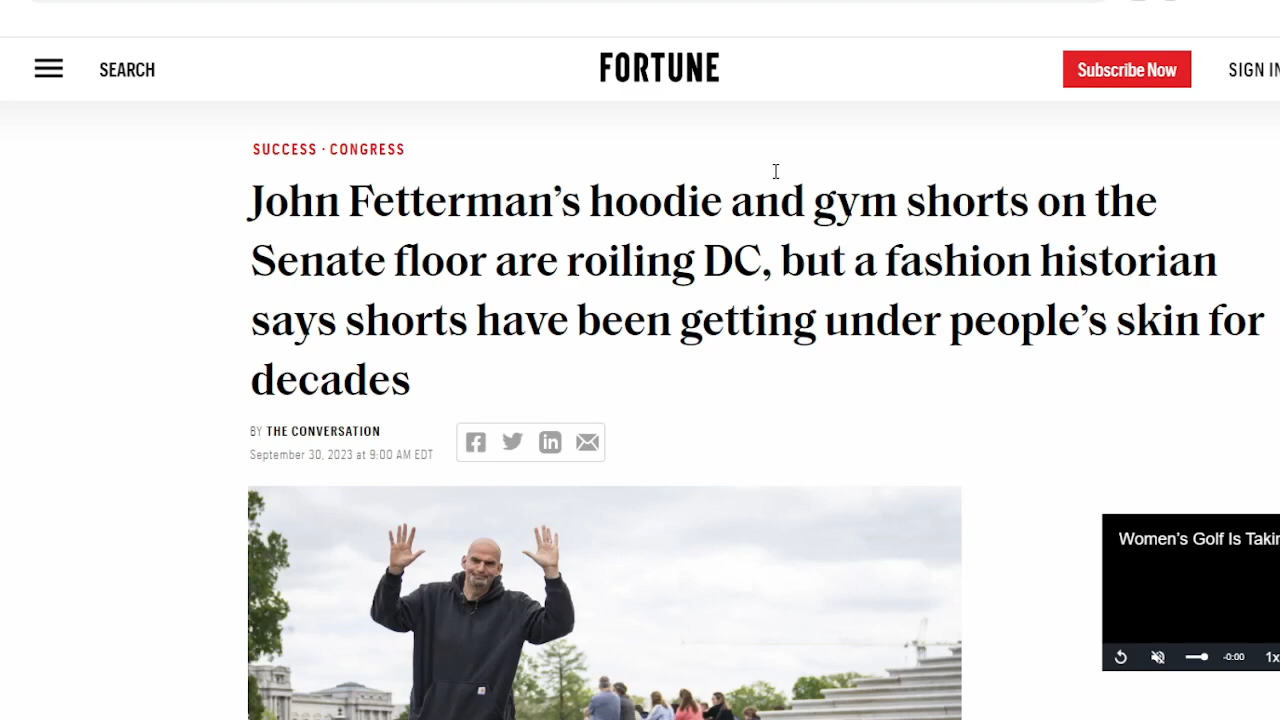 SEARCH
FORTUNE
Subscribe Now
SIGN IN
SUCCESS · CONGRESS
John Fetterman's hoodie and gym shorts on the
Senate floor are roiling DC, but a fashion historian
says shorts have been getting under people's skin for
decades
BY THE CONVERSATION
September 30, 2023 at 9:00 AM EDT
Women's Golf Is
-0:00
1x